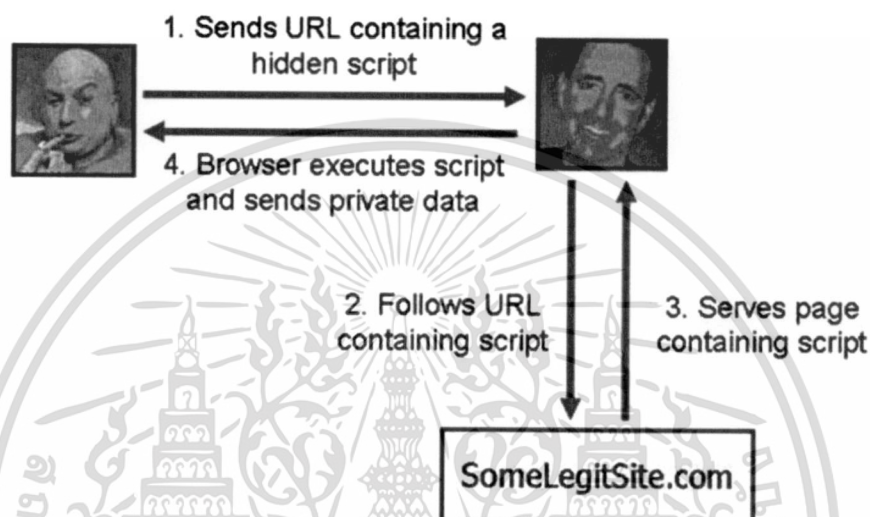 1. Sends URL containing a
hidden script
4. Browser executes script
and sends private data
2. Follows URL
containing script
3. Serves page
containing script
SomeLegitSite.com